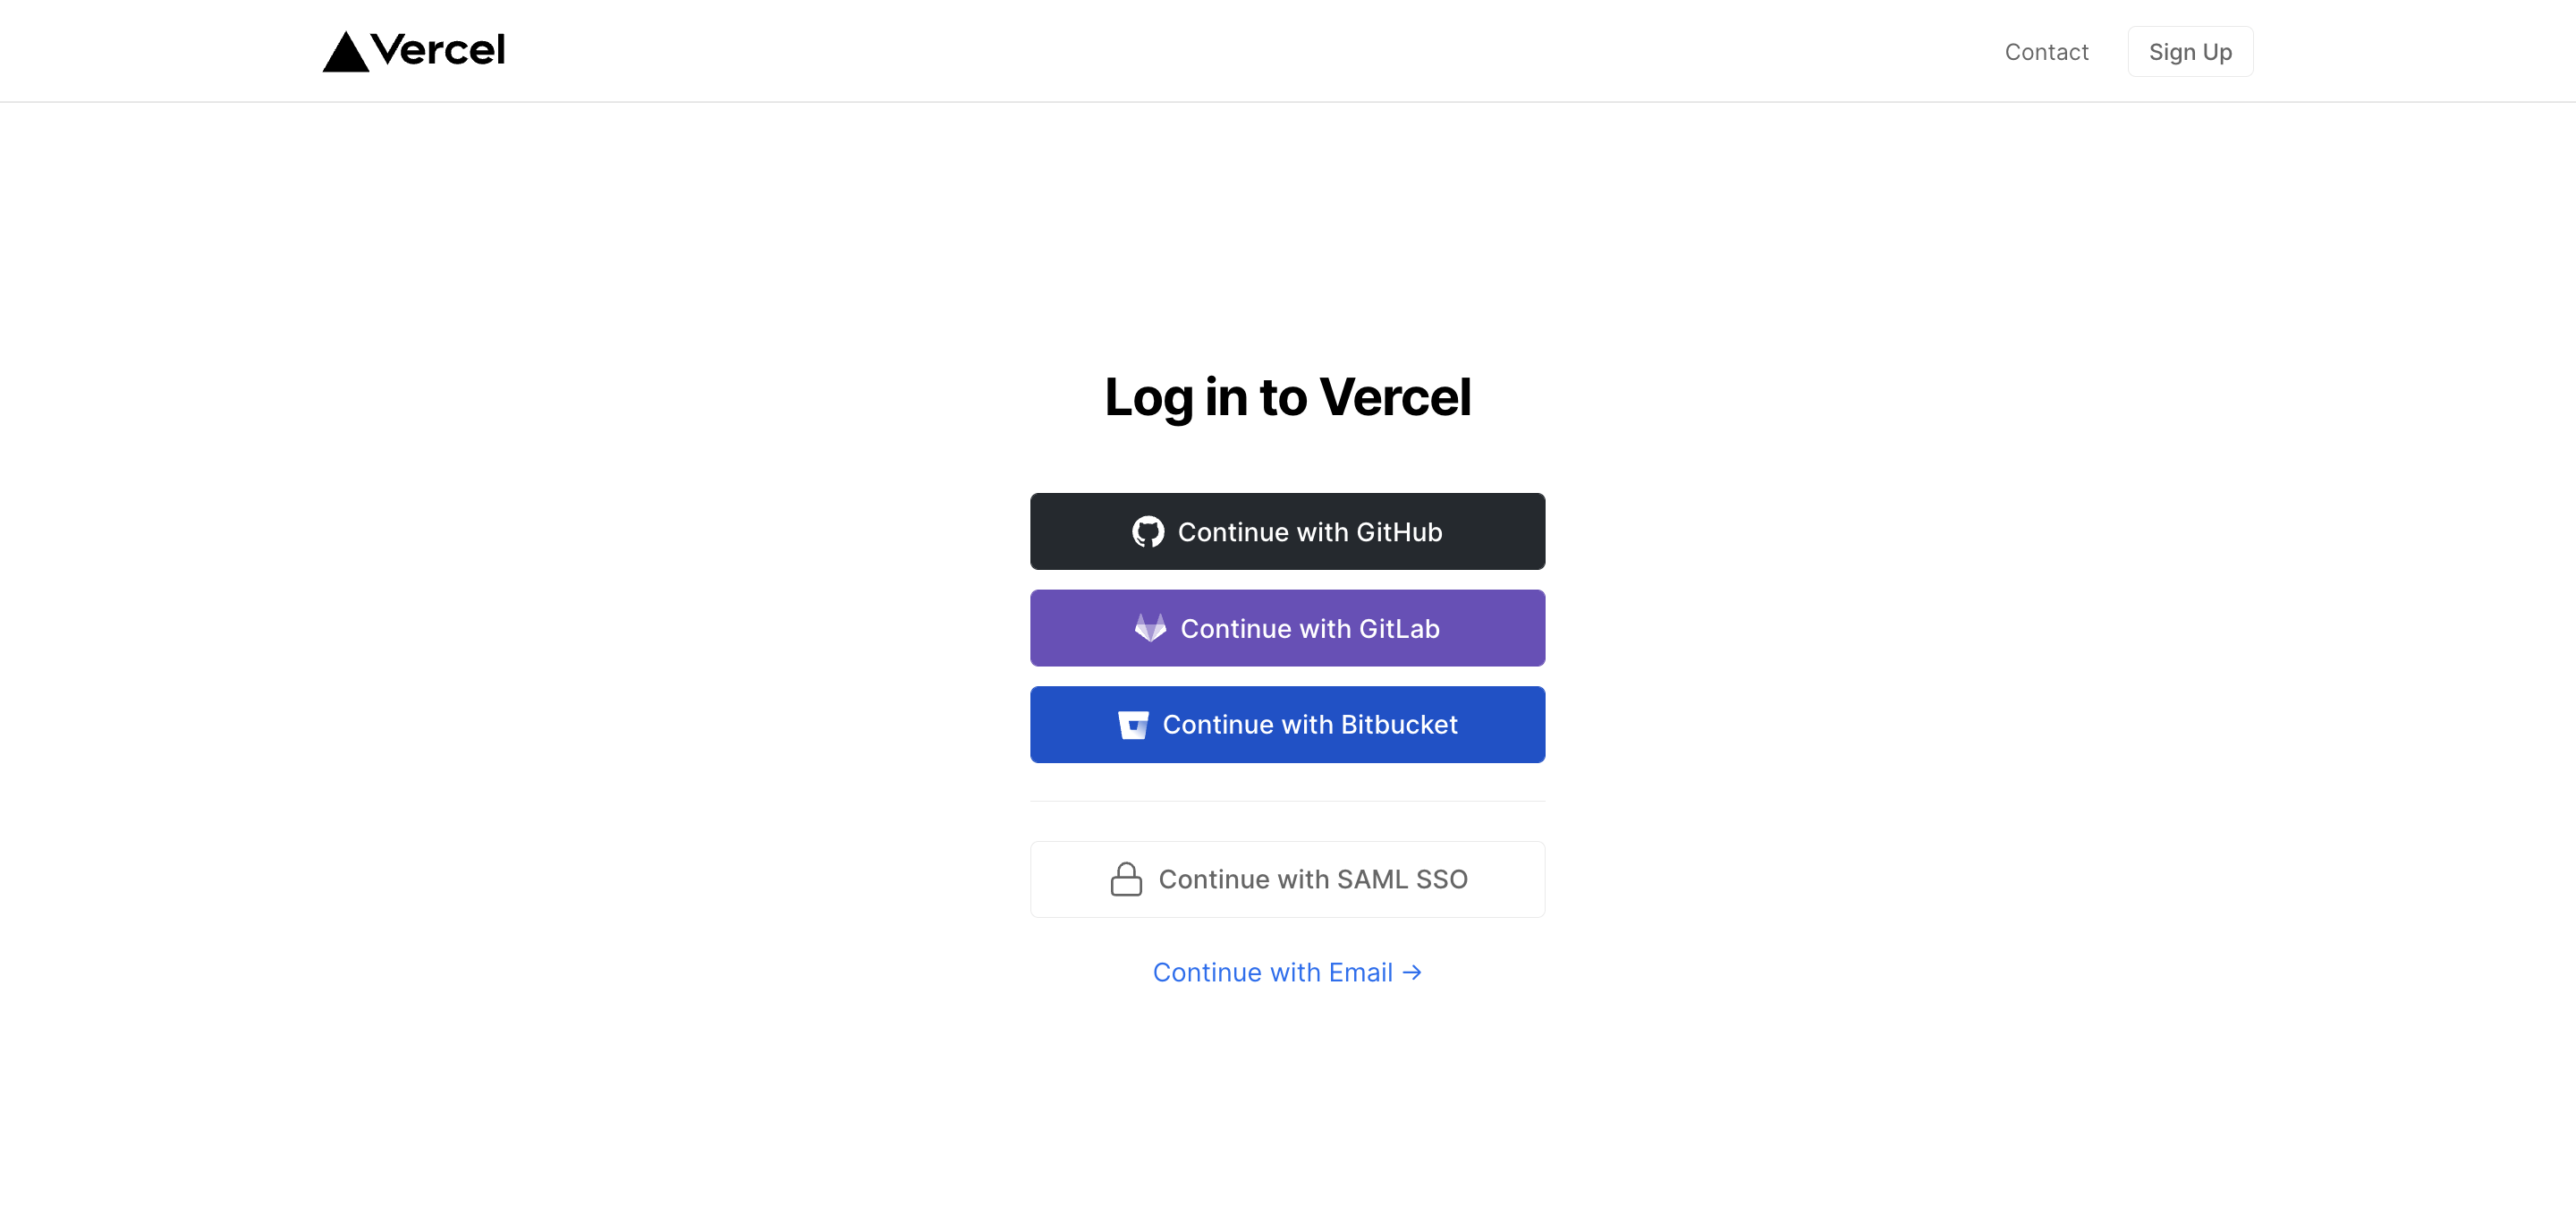 Vercel
Contact
Sign Up
Log in to Vercel
Continue with GitHub
Continue with GitLab
Continue with Bitbucket
Continue with SAML SSO
Continue with Email →